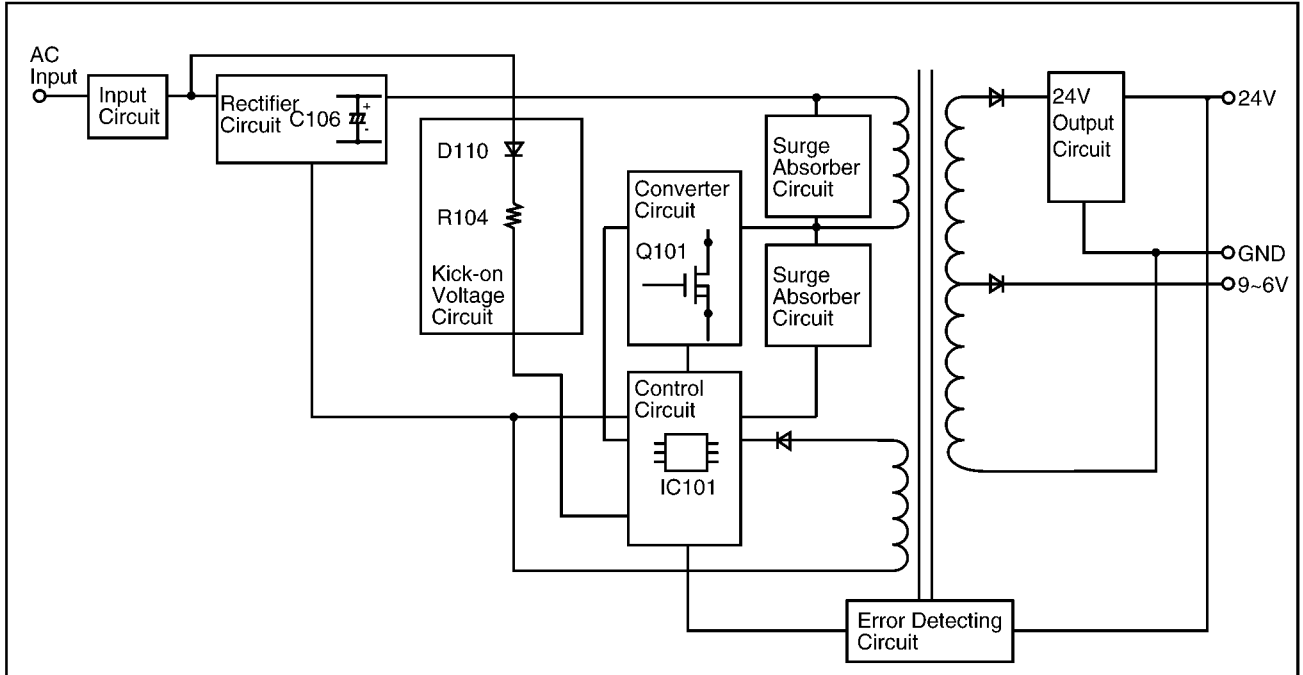 AC
Input
Input
Circuit
Rectifier
Circuit
C106
+
-
D110
R104
Kick-on
Voltage
Circuit
Converter
Circuit
Q101
Surge
Absorber
Circuit
Surge
Absorber
Circuit
Control
Circuit
IC101
24V
Output
Circuit
24V
GND
9~6V
Error Detecting
Circuit